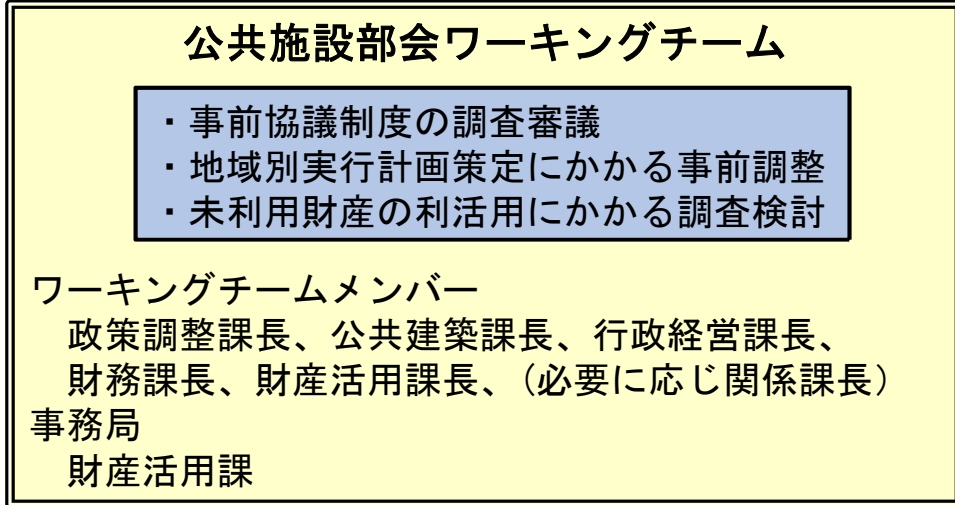 公共施設部会ワーキングチーム
・事前協議制度の調査審議
・地域別実行計画策定にかかる事前調整
・未利用財産の利活用にかかる調査検討
ワーキングチームメンバー
政策調整課長、公共建築課長、行政経営課長、
財務課長、財産活用課長、（必要に応じ関係課長）
事務局
財産活用課